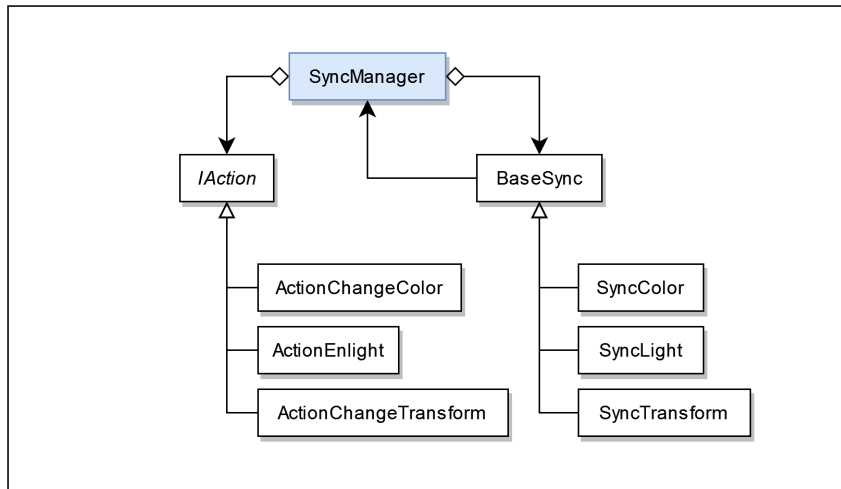 SyncManager
IAction
BaseSync
ActionChangeColor
SyncColor
ActionEnlight
SyncLight
ActionChangeTransform
SyncTransform